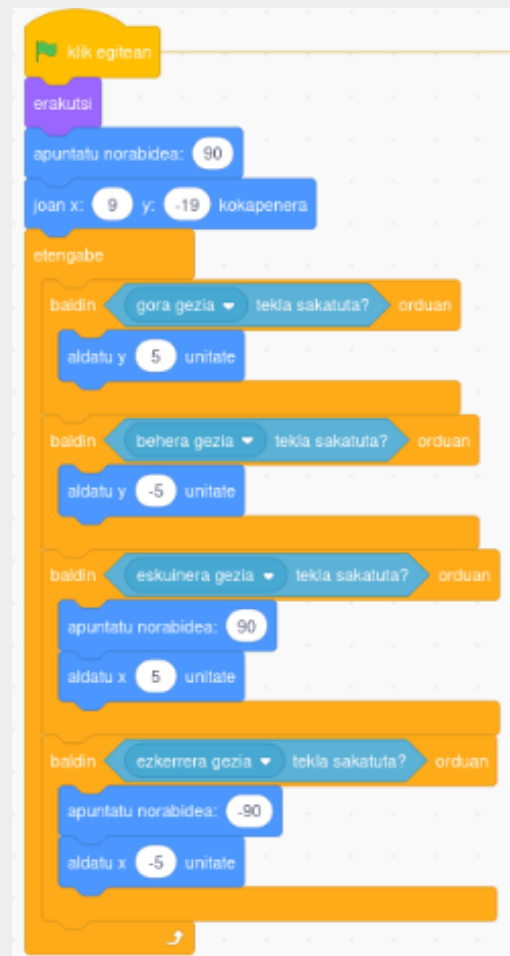 klik egitean
erakutsi
apuntatu norabidea: 90
joan x: 9 y: -19 kokapenera
etengabe
baldin gora gezia tekla sakatuta? orduan
aldatu y 5 unitate
baldin behera gezia tekla sakatuta? orduan
aldatu y -5 unitate
baldin eskuinera gezia tekla sakatuta? orduan
apuntatu norabidea: 90
aldatu x 5 unitate
baldin ezkerrera gezia tekla sakatuta? orduan
apuntatu norabidea: -90
aldatu x -5 unitate